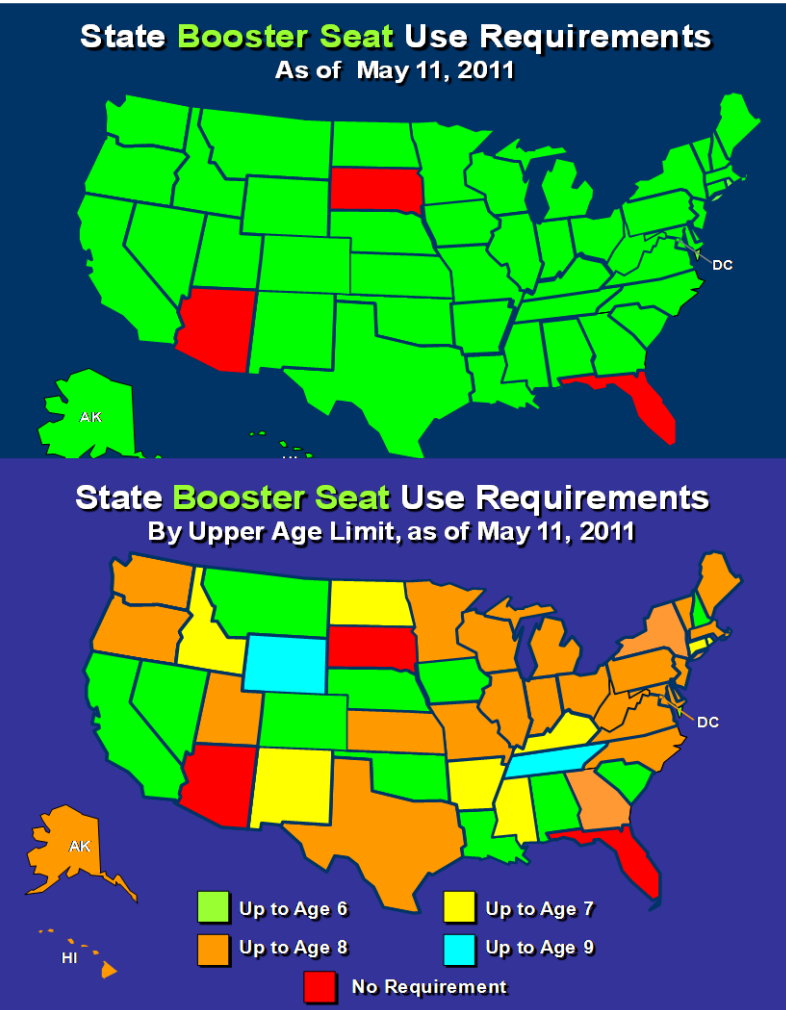 State Booster Seat Use Requirements
As of May 11, 2011
DC
AK
State Booster Seat Use Requirements
By Upper Age Limit, as of May 11, 2011
DC
AK
HI
Up to Age 6
Up to Age 7
Up to Age 8
Up to Age 9
No Requirement